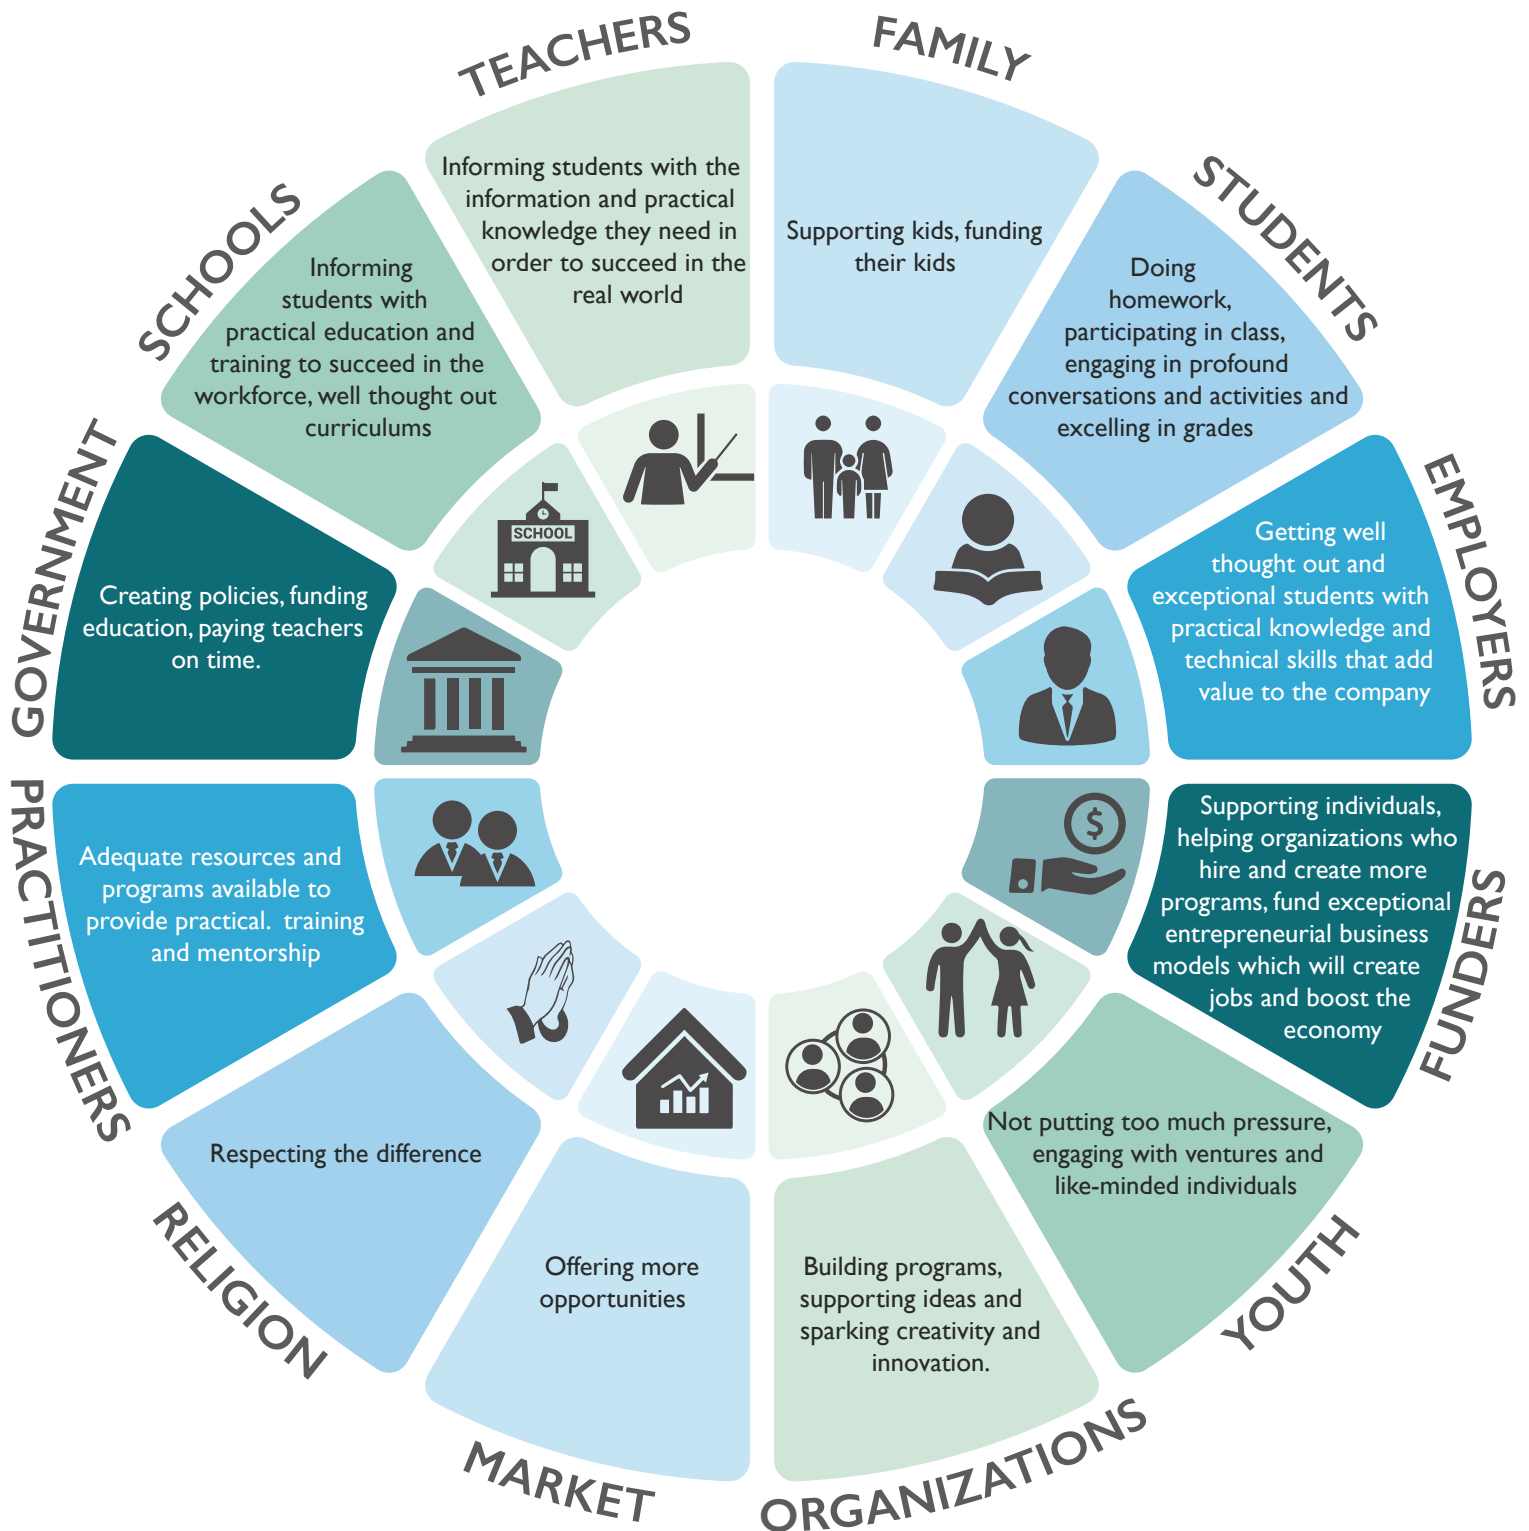 TEACHERS
Informing students with the
information and practical
knowledge they need in
order to succeed in the
real world
FAMILY
Supporting kids, funding
their kids
STUDENTS
Doing
homework,
participating in class,
engaging in profound
conversations and activities and
excelling in grades
EMPLOYERS
Getting well
thought out and
exceptional students with
practical knowledge and
technical skills that add
value to the company
FUNDERS
Supporting individuals,
helping organizations who
hire and create more
programs, fund exceptional
entrepreneurial business
models which will create
jobs and boost the
economy
YOUTH
Not putting too much pressure,
engaging with ventures and
like-minded individuals
ORGANIZATIONS
Building programs,
supporting ideas and
sparking creativity and
innovation.
MARKET
Offering more
opportunities
RELIGION
Respecting the difference
PRACTITIONERS
Adequate resources and
programs available to
provide practical.  training
and mentorship
GOVERNMENT
Creating policies, funding
education, paying teachers
on time.
SCHOOLS
Informing
students with
practical education and
training to succeed in the
workforce, well thought out
curriculums
SCHOOL
$